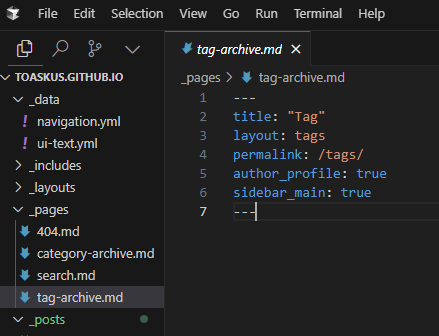 File Edit Selection View Go Run Terminal Help
TOASKUS.GITHUB.IO
_data
! navigation.yml
! ui-text.yml
_includes
_layouts
_pages
404.md
category-archive.md
search.md
tag-archive.md
_posts
tag-archive.md
_pages > tag-archive.md
1 ---
2 title: "Tag"
3 layout: tags
4 permalink: /tags/
5 author_profile: true
6 sidebar_main: true
7 ---